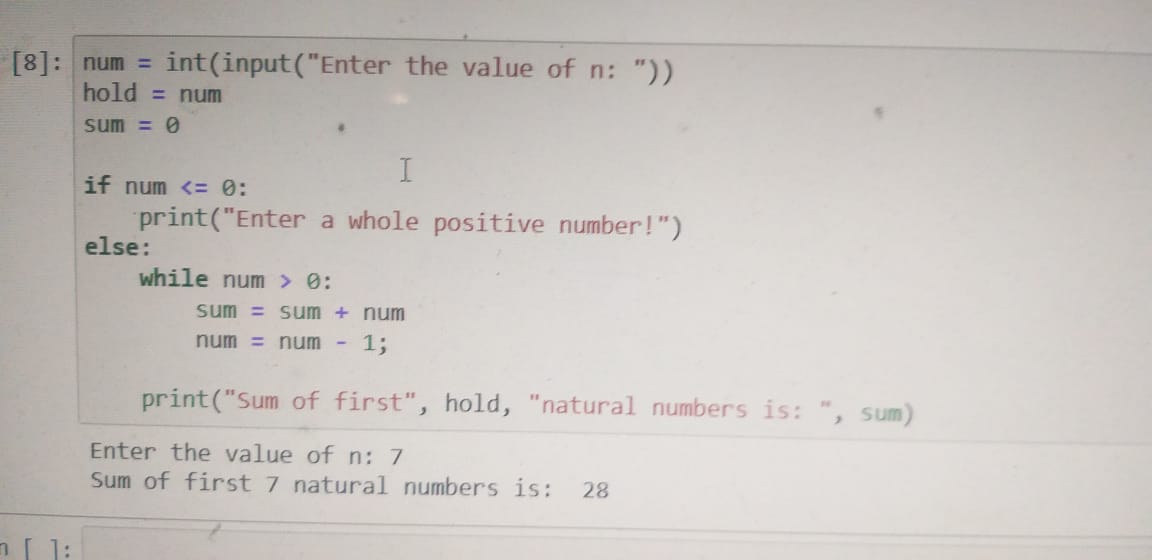 [8]: num = int(input("Enter the value of n: "))
hold = num
sum = 0
if num <= 0:
    print("Enter a whole positive number!")
else:
    while num > 0:
        sum = sum + num
        num = num - 1;
    print("Sum of first", hold, "natural numbers is: ", sum)
Enter the value of n: 7
Sum of first 7 natural numbers is:  28
n [ ]: